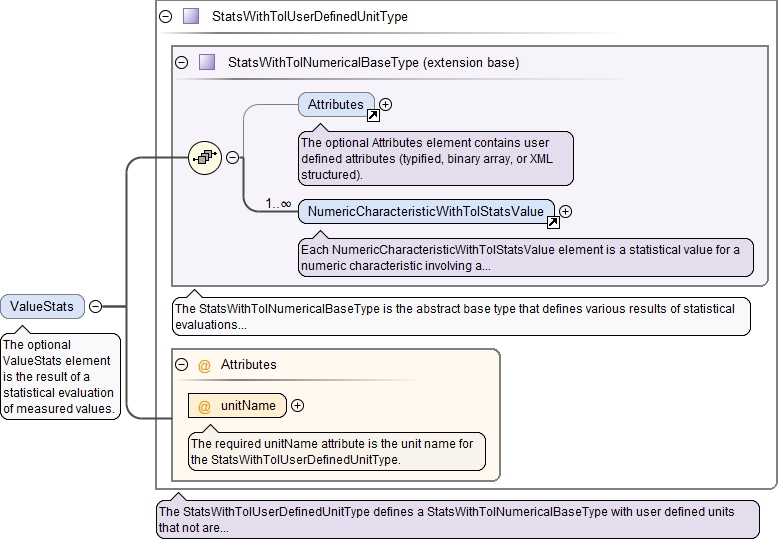 StatsWithTolUserDefinedUnitType
StatsWithTolNumericalBaseType (extension base)
Attributes
The optional Attributes element contains user
defined attributes (typified, binary array, or XML
structured).
1..∞
NumericCharacteristicWithTolStatsValue
Each NumericCharacteristicWithTolStatsValue element is a statistical value for a
numeric characteristic involving a...
The StatsWithTolNumericalBaseType is the abstract base type that defines various results of statistical
evaluations...
ValueStats
The optional
ValueStats element
is the result of a
statistical evaluation
of measured values.
@ Attributes
@ unitName
The required unitName attribute is the unit name for
the StatsWithTolUserDefinedUnitType.
The StatsWithTolUserDefinedUnitType defines a StatsWithTolNumericalBaseType with user defined units
that not are...